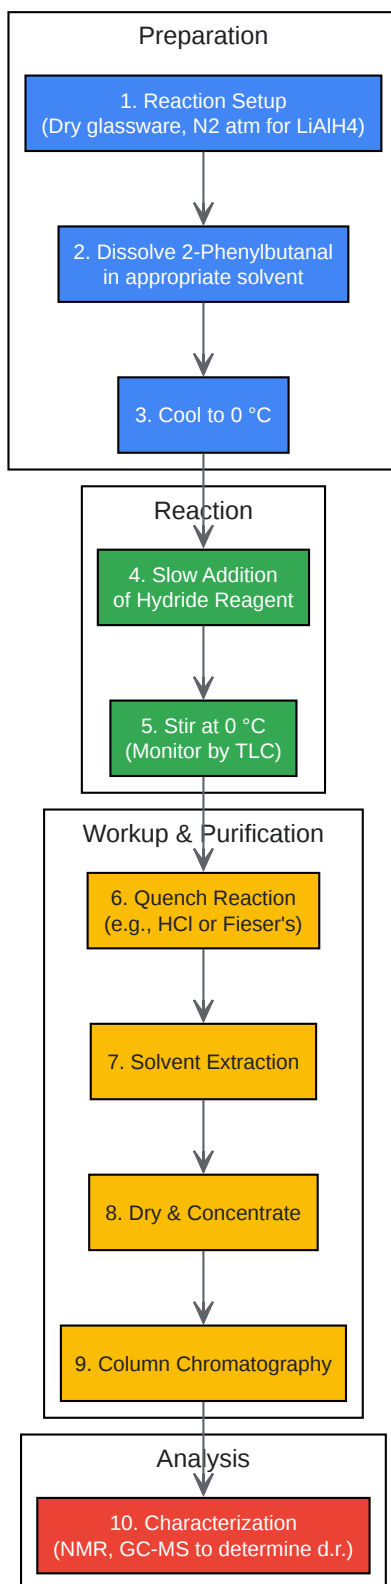 Preparation
1. Reaction Setup
(Dry glassware, N2 atm for LiAlH4)
2. Dissolve 2-Phenylbutanal
in appropriate solvent
3. Cool to 0 °C
Reaction
4. Slow Addition
of Hydride Reagent
5. Stir at 0 °C
(Monitor by TLC)
Workup & Purification
6. Quench Reaction
(e.g., HCl or Fieser's)
7. Solvent Extraction
8. Dry & Concentrate
9. Column Chromatography
Analysis
10. Characterization
(NMR, GC-MS to determine d.r.)